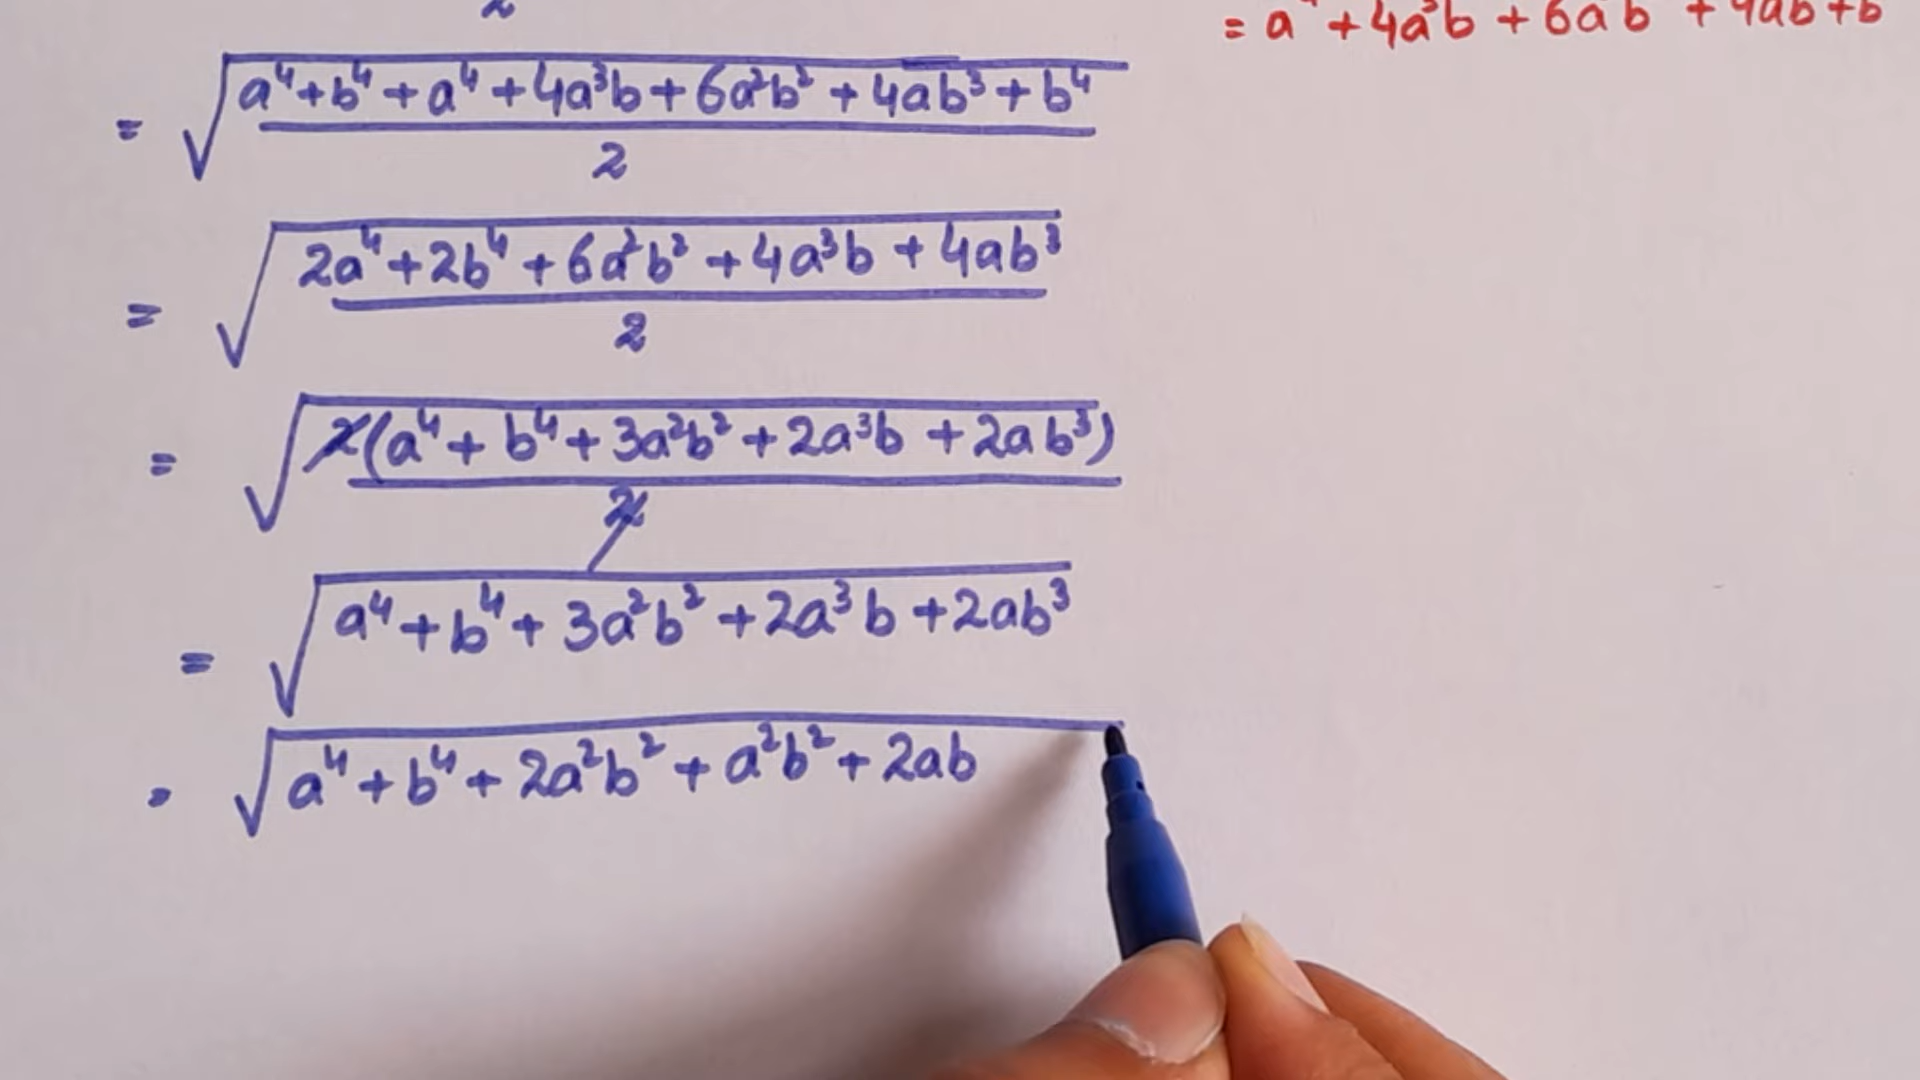 2
= a⁴ + 4a³b + 6a²b² + 4ab³ + b⁴
= √(a⁴ + b⁴ + a⁴ + 4a³b + 6a²b² + 4ab³ + b⁴
2
= √(2a⁴ + 2b⁴ + 6a²b² + 4a³b + 4ab³
2
= √2(a⁴ + b⁴ + 3a²b² + 2a³b + 2ab³)
2
= √a⁴ + b⁴ + 3a²b² + 2a³b + 2ab³
= √a⁴ + b⁴ + 2a²b² + a²b² + 2ab